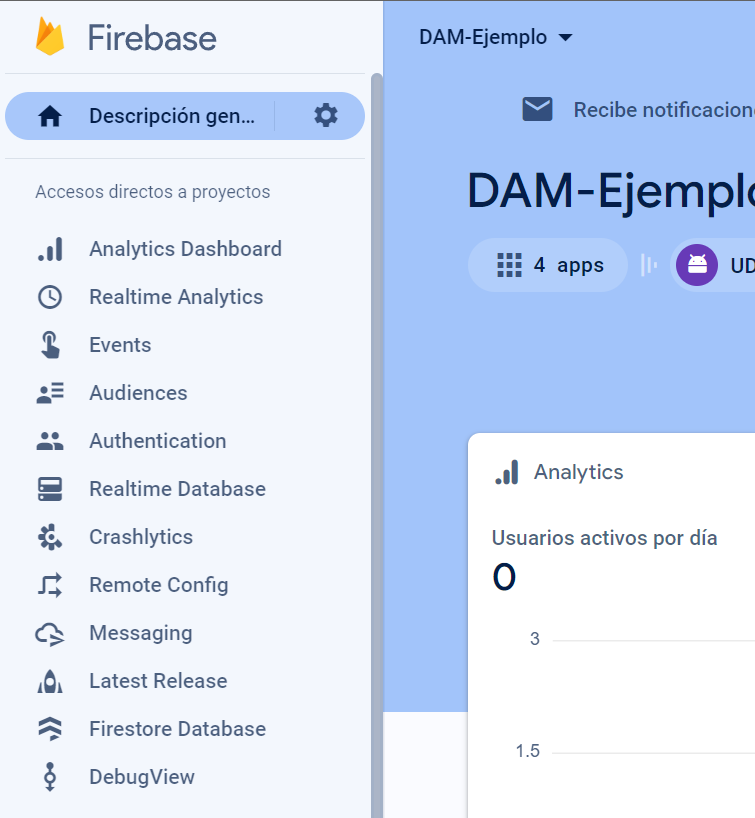 Firebase
Descripción gen...
Accesos directos a proyectos
Analytics Dashboard
Realtime Analytics
Events
Audiences
Authentication
Realtime Database
Crashlytics
Remote Config
Messaging
Latest Release
Firestore Database
DebugView
DAM-Ejemplo
Recibe notificacion
DAM-Ejemplo
4 apps
UD
Analytics
Usuarios activos por día
0
3
1.5